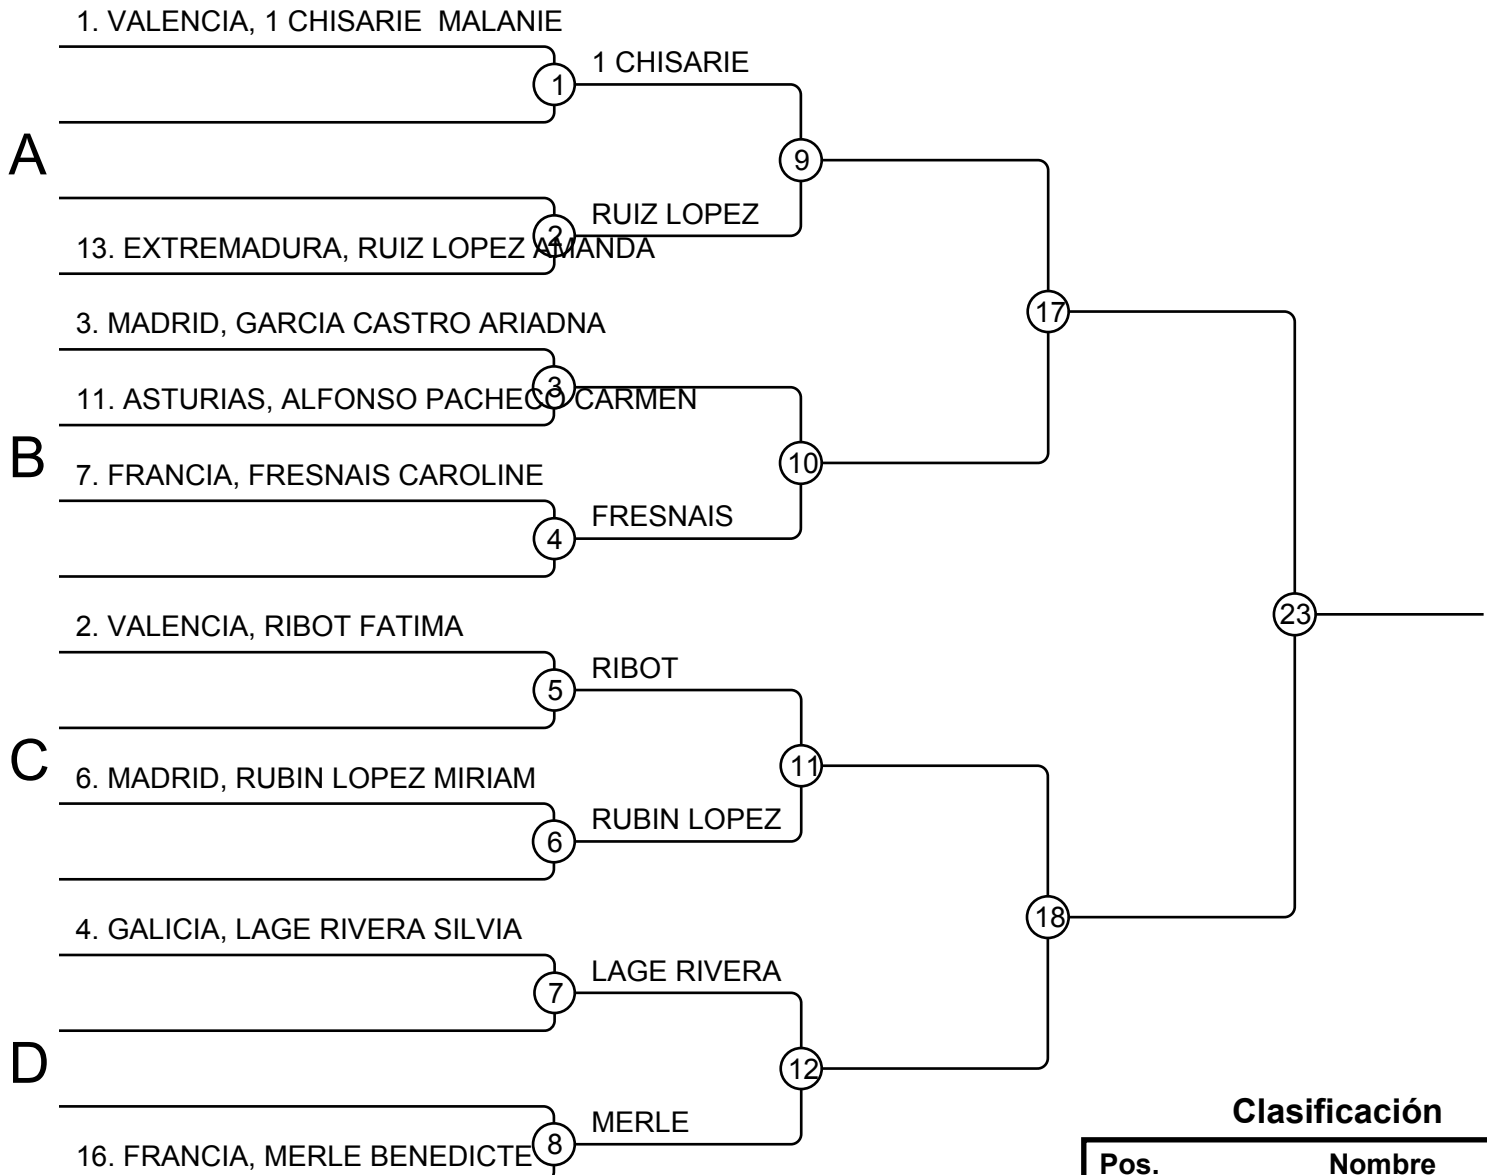 1. VALENCIA, 1 CHISARIE  MALANIE
1 CHISARIE
1
A
9
RUIZ LOPEZ
2
13. EXTREMADURA, RUIZ LOPEZ AMANDA
3. MADRID, GARCIA CASTRO ARIADNA
17
3
11. ASTURIAS, ALFONSO PACHECO CARMEN
B
10
7. FRANCIA, FRESNAIS CAROLINE
FRESNAIS
4
23
2. VALENCIA, RIBOT FATIMA
RIBOT
5
C
11
6. MADRID, RUBIN LOPEZ MIRIAM
RUBIN LOPEZ
6
18
4. GALICIA, LAGE RIVERA SILVIA
LAGE RIVERA
7
D
12
MERLE
8
16. FRANCIA, MERLE BENEDICTE
Clasificación
Pos. Nombre